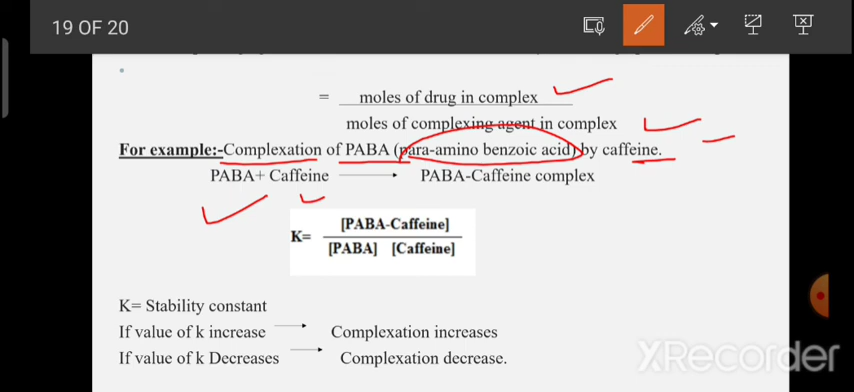 19 OF 20
= moles of drug in complex
moles of complexing agent in complex
For example:-Complexation of PABA (para-amino benzoic acid) by caffeine.
PABA+ Caffeine → PABA-Caffeine complex
K= [PABA-Caffeine]
[PABA] [Caffeine]
K= Stability constant
If value of k increase → Complexation increases
If value of k Decreases → Complexation decrease.
XRecorder